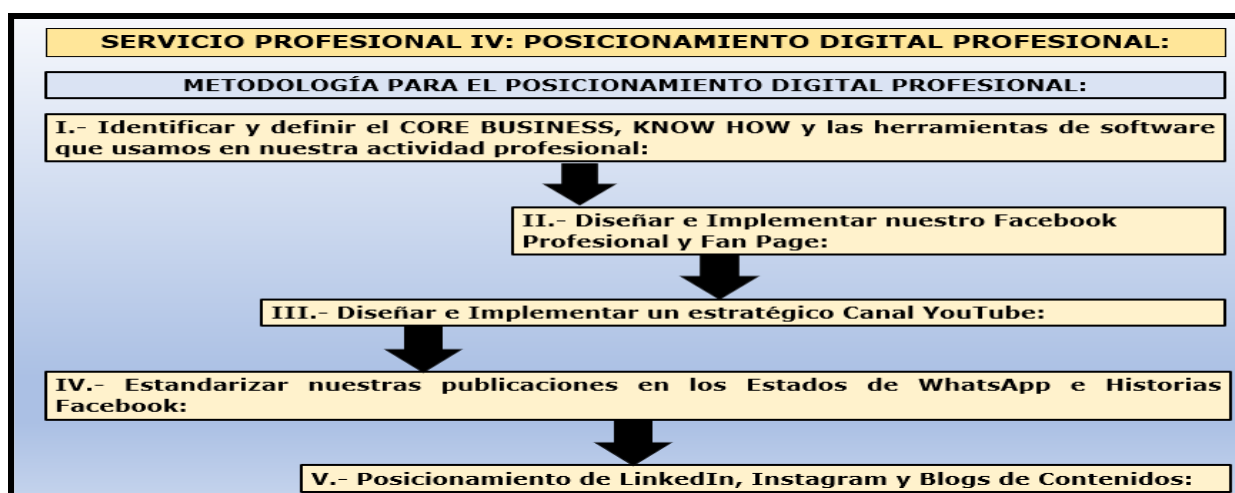 SERVICIO PROFESIONAL IV: POSICIONAMIENTO DIGITAL PROFESIONAL:
METODOLOGÍA PARA EL POSICIONAMIENTO DIGITAL PROFESIONAL:
I.- Identificar y definir el CORE BUSINESS, KNOW HOW y las herramientas de software
que usamos en nuestra actividad profesional:
II.- Diseñar e Implementar nuestro Facebook
Profesional y Fan Page:
III.- Diseñar e Implementar un estratégico Canal YouTube:
IV.- Estandarizar nuestras publicaciones en los Estados de WhatsApp e Historias
Facebook:
V.- Posicionamiento de LinkedIn, Instagram y Blogs de Contenidos: